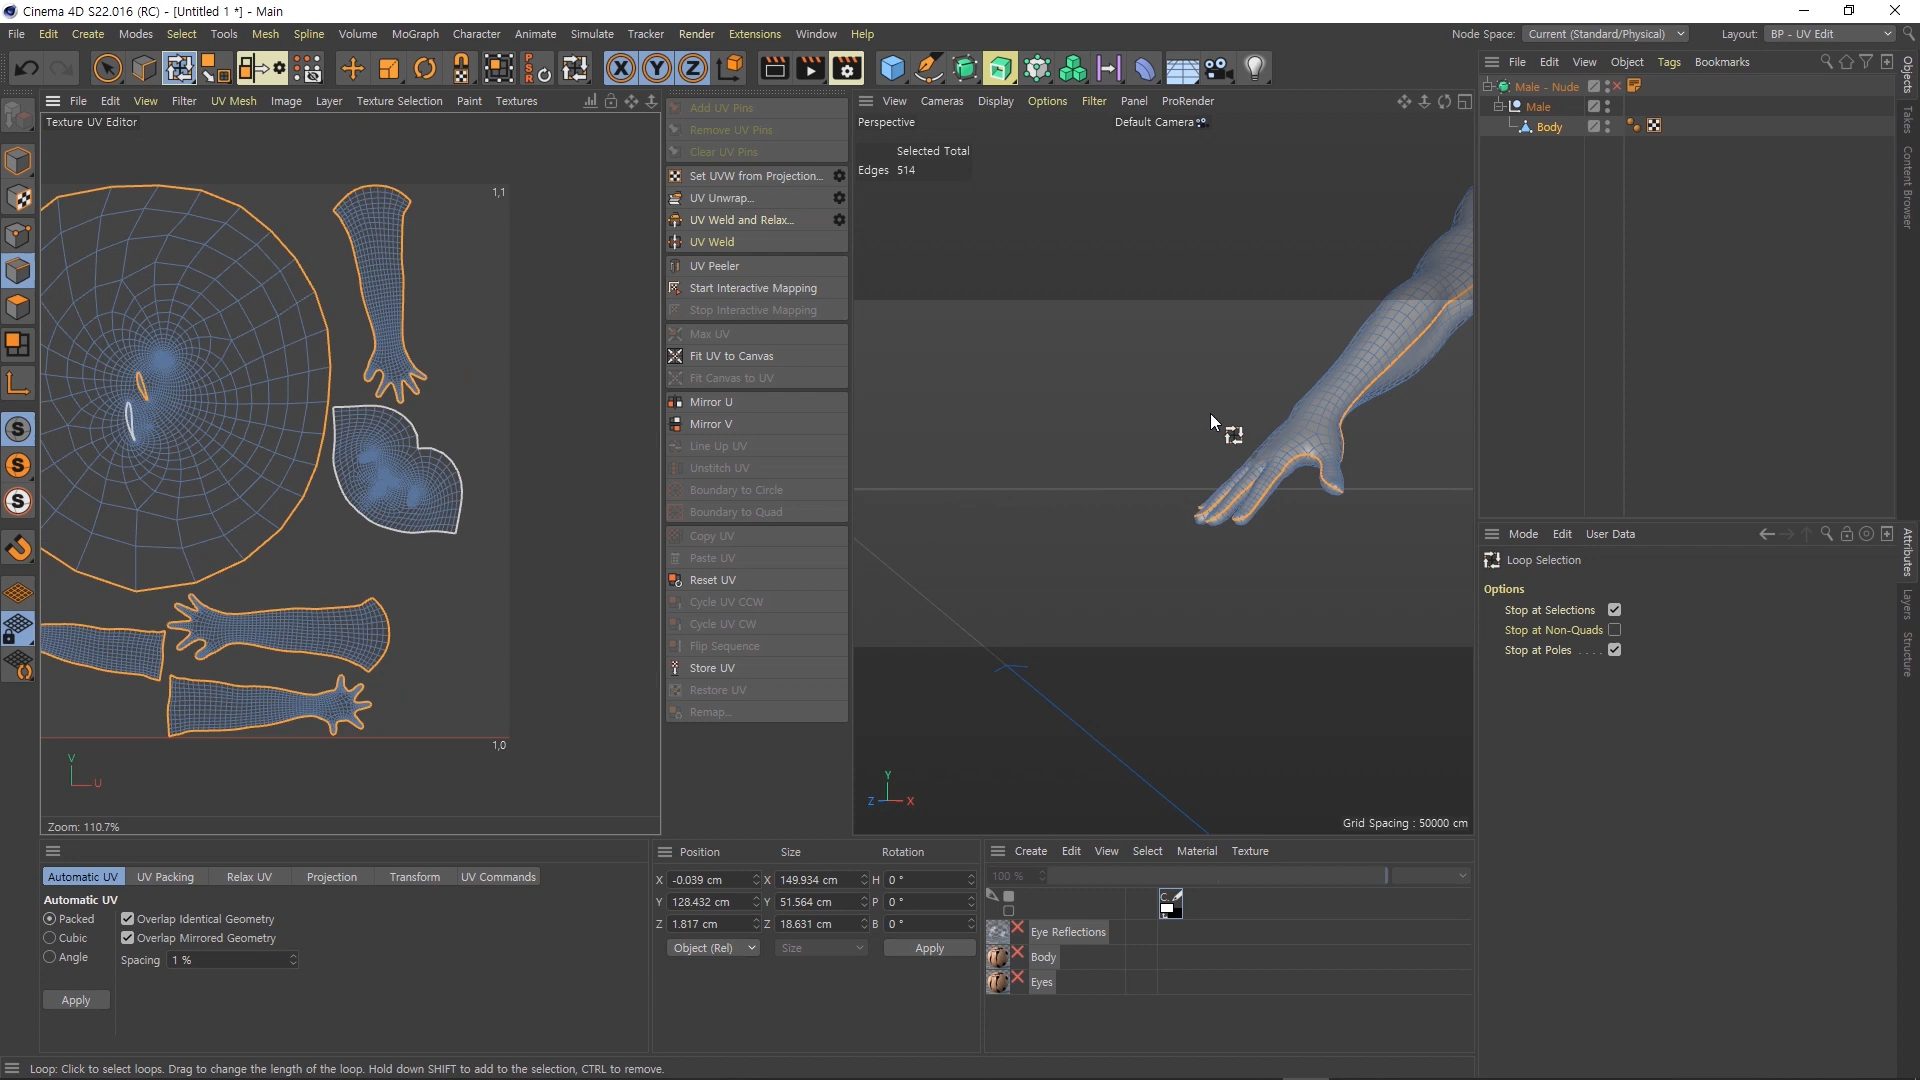 Cinema 4D S22.016 (RC) - [Untitled 1 *] - Main
File Edit Create Modes Select Tools Mesh Spline Volume MoGraph Character Animate Simulate Tracker Render Extensions Window Help
Node Space: Current (Standard/Physical) Layout: BP - UV Edit
File Edit View Filter UV Mesh Image Layer Texture Selection Paint Textures
Texture UV Editor
1,1
1,0
V
U
Zoom: 110.7%
Add UV Pins
Remove UV Pins
Clear UV Pins
Set UVW from Projection...
UV Unwrap...
UV Weld and Relax...
UV Weld
UV Peeler
Start Interactive Mapping
Stop Interactive Mapping
Max UV
Fit UV to Canvas
Fit Canvas to UV
Mirror U
Mirror V
Line Up UV
Unstitch UV
Boundary to Circle
Boundary to Quad
Copy UV
Paste UV
Reset UV
Cycle UV CCW
Cycle UV CW
Flip Sequence
Store UV
Restore UV
Remap...
View Cameras Display Options Filter Panel ProRender
Perspective Default Camera
Selected Total
Edges 514
Y
Z X
Grid Spacing : 50000 cm
File Edit View Object Tags Bookmarks
Male - Nude
Male
Body
Objects
Takes
Content Browser
Mode Edit User Data
Loop Selection
Options
Stop at Selections
Stop at Non-Quads
Stop at Poles . . . .
Attributes
Layers
Structure
Automatic UV UV Packing Relax UV Projection Transform UV Commands
Automatic UV
Packed Overlap Identical Geometry
Cubic Overlap Mirrored Geometry
Angle Spacing 1 %
Apply
Position Size Rotation
X -0.039 cm X 149.934 cm H 0 °
Y 128.432 cm Y 51.564 cm P 0 °
Z 1.817 cm Z 18.631 cm B 0 °
Object (Rel) Size Apply
Create Edit View Select Material Texture
100 %
C
Eye Reflections
Body
Eyes
Loop: Click to select loops. Drag to change the length of the loop. Hold down SHIFT to add to the selection, CTRL to remove.